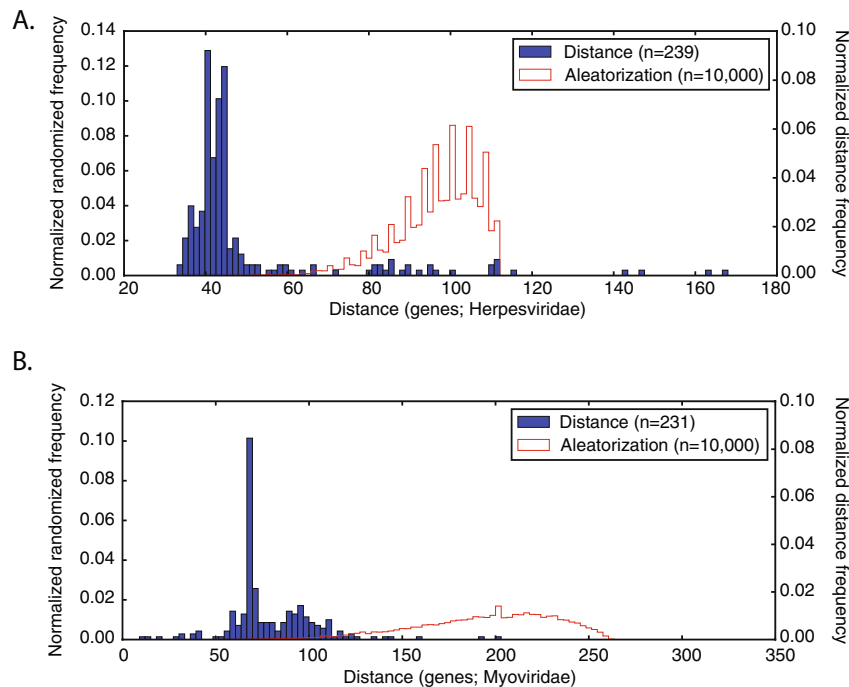 A.
Normalized randomized frequency
0.14
0.12
0.10
0.08
0.06
0.04
0.02
0.00
Distance (n=239)
Aleatorization (n=10,000)
0.10
0.08
0.06
0.04
0.02
0.00
Normalized distance frequency
20 40 60 80 100 120 140 160 180
Distance (genes; Herpesviridae)
B.
Normalized randomized frequency
0.12
0.10
0.08
0.06
0.04
0.02
0.00
Distance (n=231)
Aleatorization (n=10,000)
0.10
0.08
0.06
0.04
0.02
0.00
Normalized distance frequency
0 50 100 150 200 250 300 350
Distance (genes; Myoviridae)